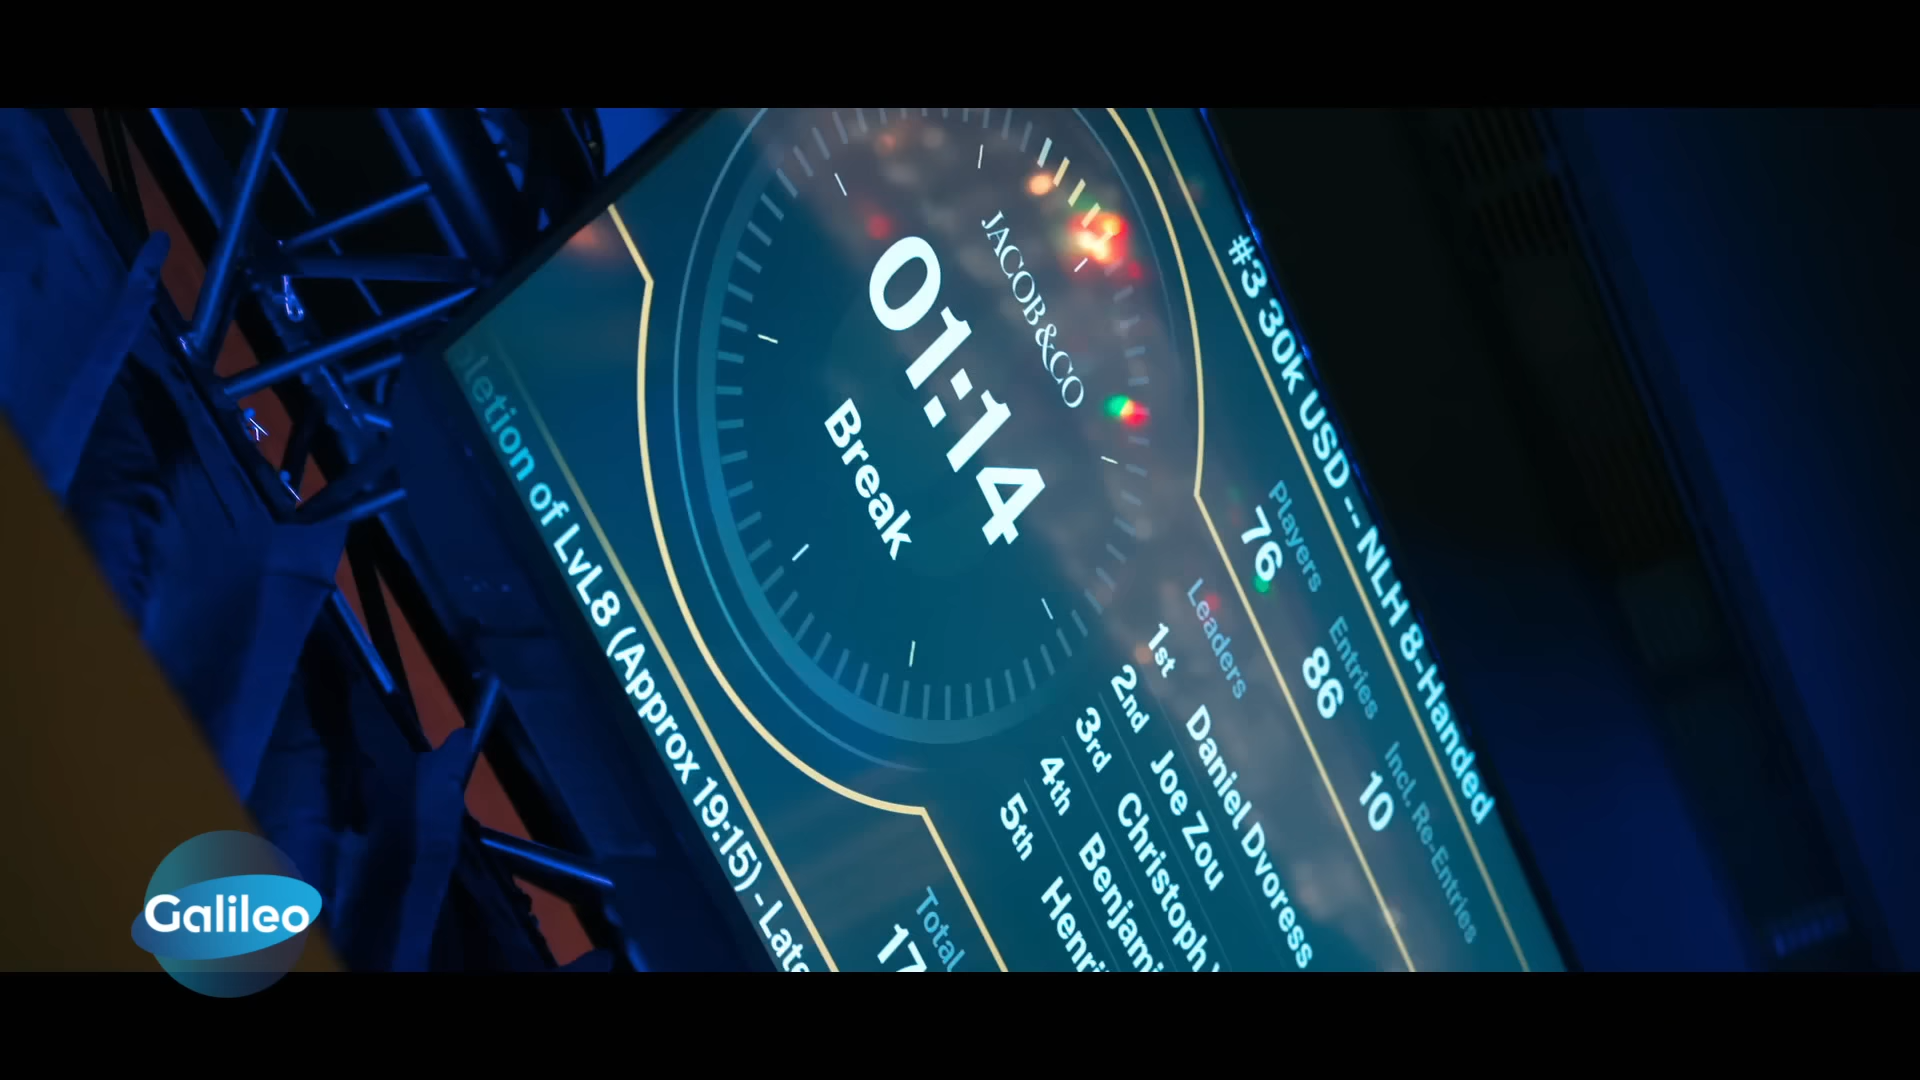 #3 30k USD -- NLH 8-Handed
Players
76
Entries
86
Incl. Re-Entries
10
JACOB&CO
01:14
Break
Leaders
1st Daniel Dvoress
2nd Joe Zou
3rd Christoph
4th Benjami
5th Henri
Total
17
letion of LvL8 (Approx 19:15) - Late
Galileo